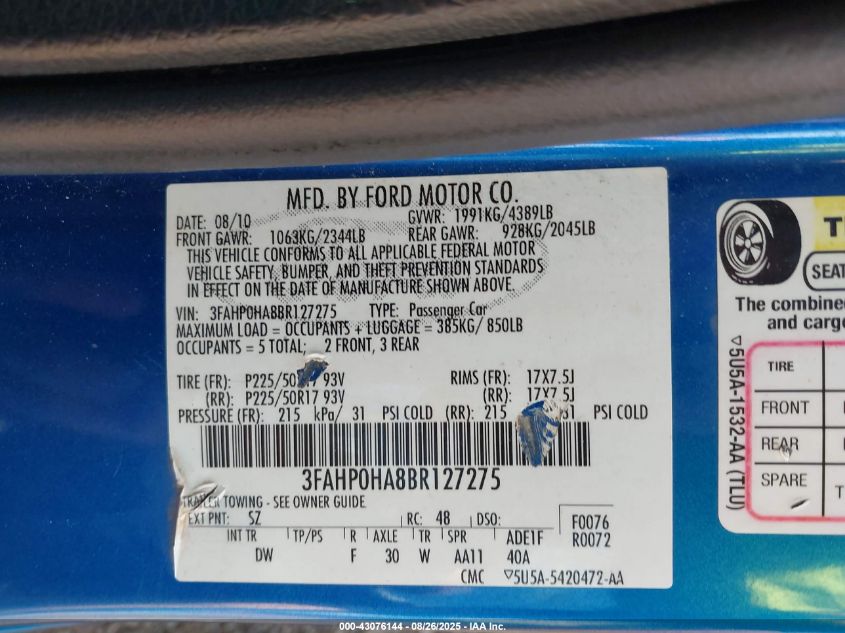 MFD. BY FORD MOTOR CO.
DATE: 08/10 GVWR: 1991KG/4389LB
FRONT GAWR: 1063KG/2344LB REAR GAWR: 928KG/2045LB
THIS VEHICLE CONFORMS TO ALL APPLICABLE FEDERAL MOTOR
VEHICLE SAFETY, BUMPER, AND THEFT PREVENTION STANDARDS
IN EFFECT ON THE DATE OF MANUFACTURE SHOWN ABOVE.
VIN: 3FAHP0HA8BR127275 TYPE: Passenger Car
MAXIMUM LOAD = OCCUPANTS + LUGGAGE = 385KG/ 850LB
OCCUPANTS = 5 TOTAL; 2 FRONT, 3 REAR
TIRE (FR): P225/50R17 93V RIMS (FR): 17X7.5J
(RR): P225/50R17 93V (RR): 17X7.5J
PRESSURE (FR): 215 kPa/ 31 PSI COLD (RR): 215 31 PSI COLD
3FAHP0HA8BR127275
TRAILER TOWING - SEE OWNER GUIDE
EXT PNT: SZ RC: 48 DSO: F0076
INT TR TP/PS R AXLE TR SPR ADE1F R0072
DW F 30 W AA11 40A
CMC ▽5U5A-5420472-AA
SEAT
The combine
and cargo
▽5U5A-1532-AA (TLU)
TIRE
FRONT
REAR
SPARE
000-43076144 - 08/26/2025 - IAA Inc.